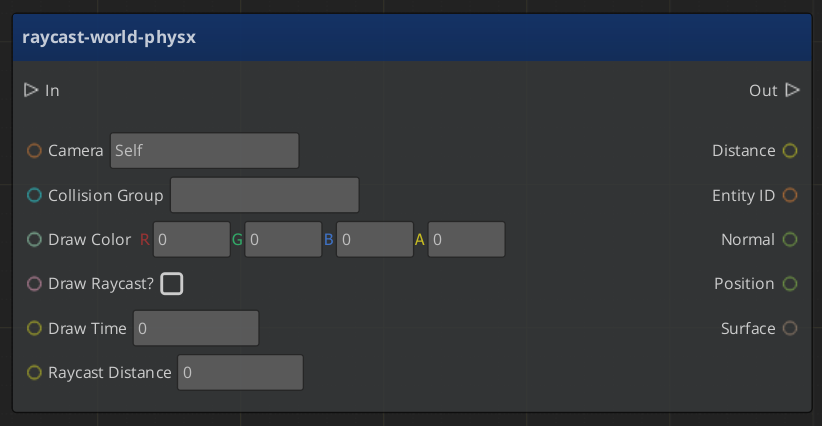 raycast-world-physx
In Out
Camera Self Distance
Collision Group Entity ID
Draw Color R 0 G 0 B 0 A 0 Normal
Draw Raycast? Position
Draw Time 0 Surface
Raycast Distance 0